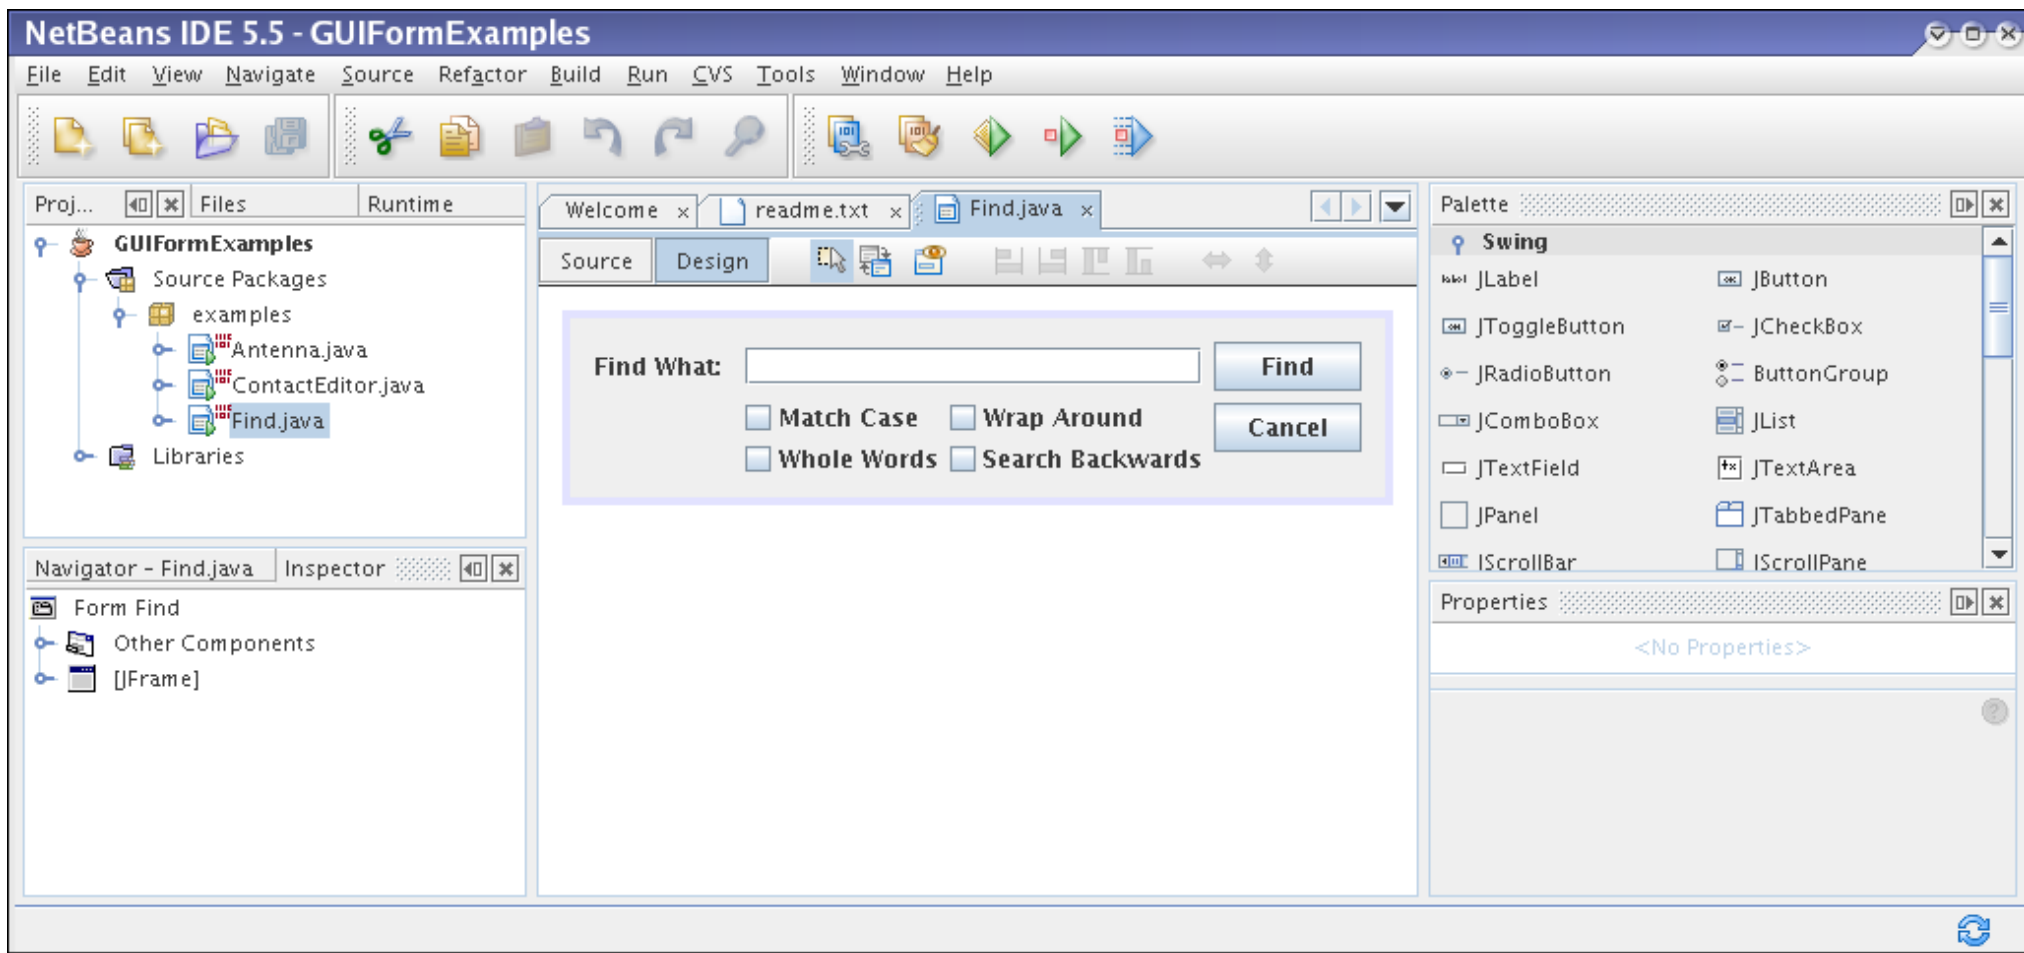 NetBeans IDE 5.5 - GUIFormExamples
File Edit View Navigate Source Refactor Build Run CVS Tools Window Help
Proj... Files Runtime
GUIFormExamples
Source Packages
examples
Antenna.java
ContactEditor.java
Find.java
Libraries
Navigator - Find.java Inspector
Form Find
Other Components
[JFrame]
Welcome readme.txt Find.java
Source Design
Find What: Find
Match Case Wrap Around Cancel
Whole Words Search Backwards
Palette
Swing
JLabel JButton
JToggleButton JCheckBox
JRadioButton ButtonGroup
JComboBox JList
JTextField JTextArea
JPanel JTabbedPane
JScrollBar JScrollPane
Properties
<No Properties>